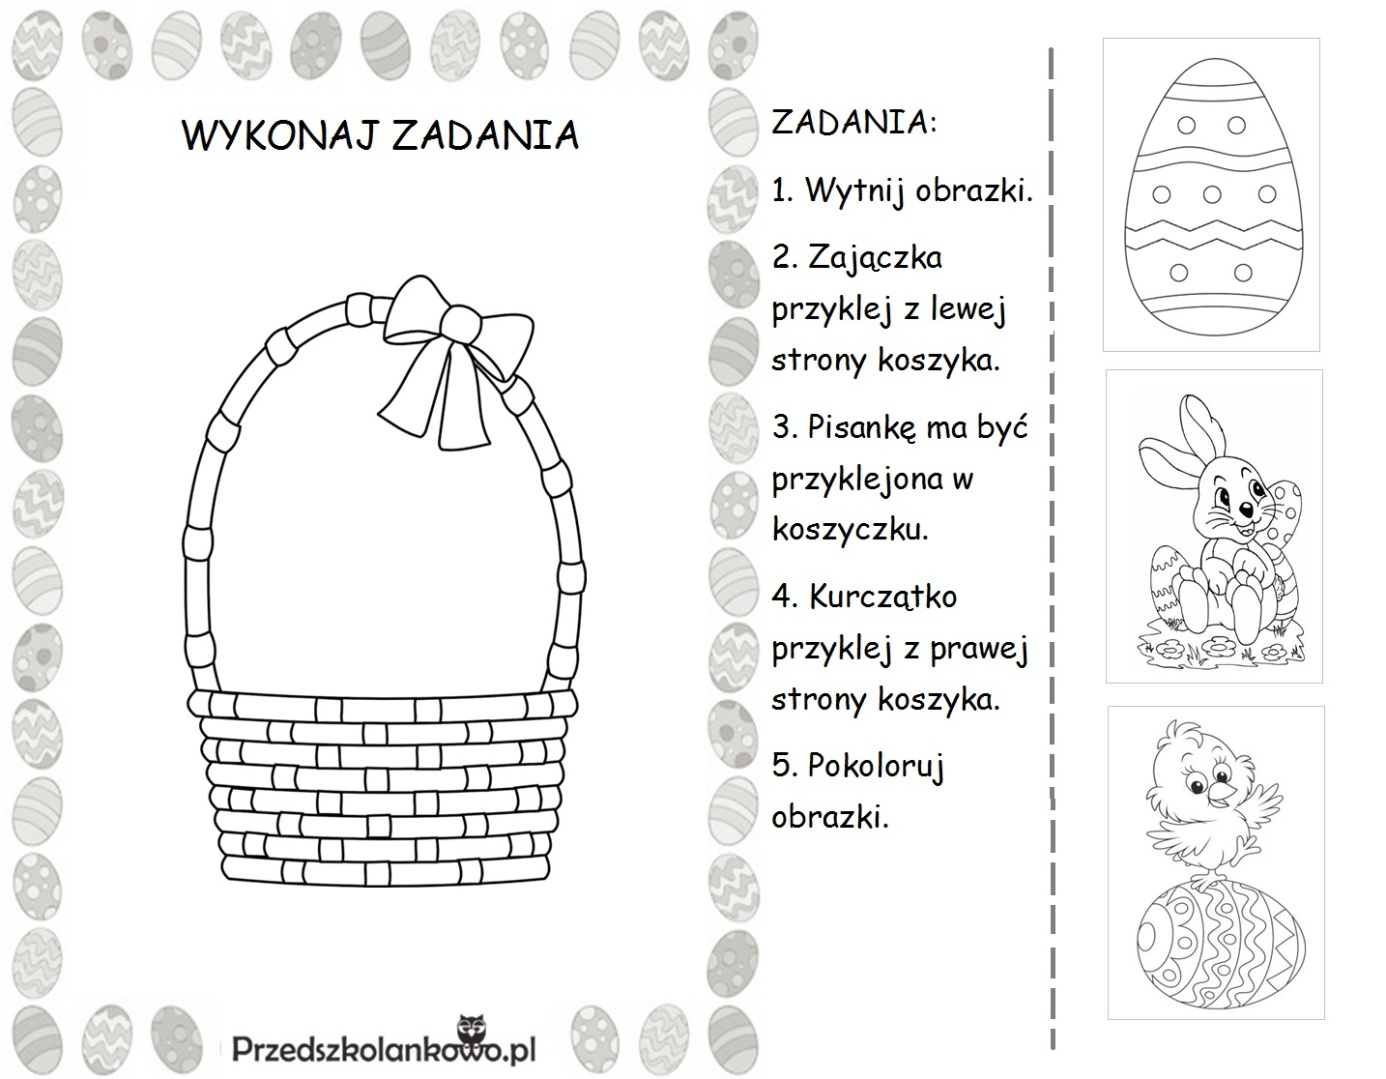 WYKONAJ ZADANIA
ZADANIA:
1. Wytnij obrazki.
2. Zajączka
przyklej z lewej
strony koszyka.
3. Pisankę ma być
przyklejona w
koszyczku.
4. Kurczątko
przyklej z prawej
strony koszyka.
5. Pokoloruj
obrazki.
Przedszkolankowo.pl